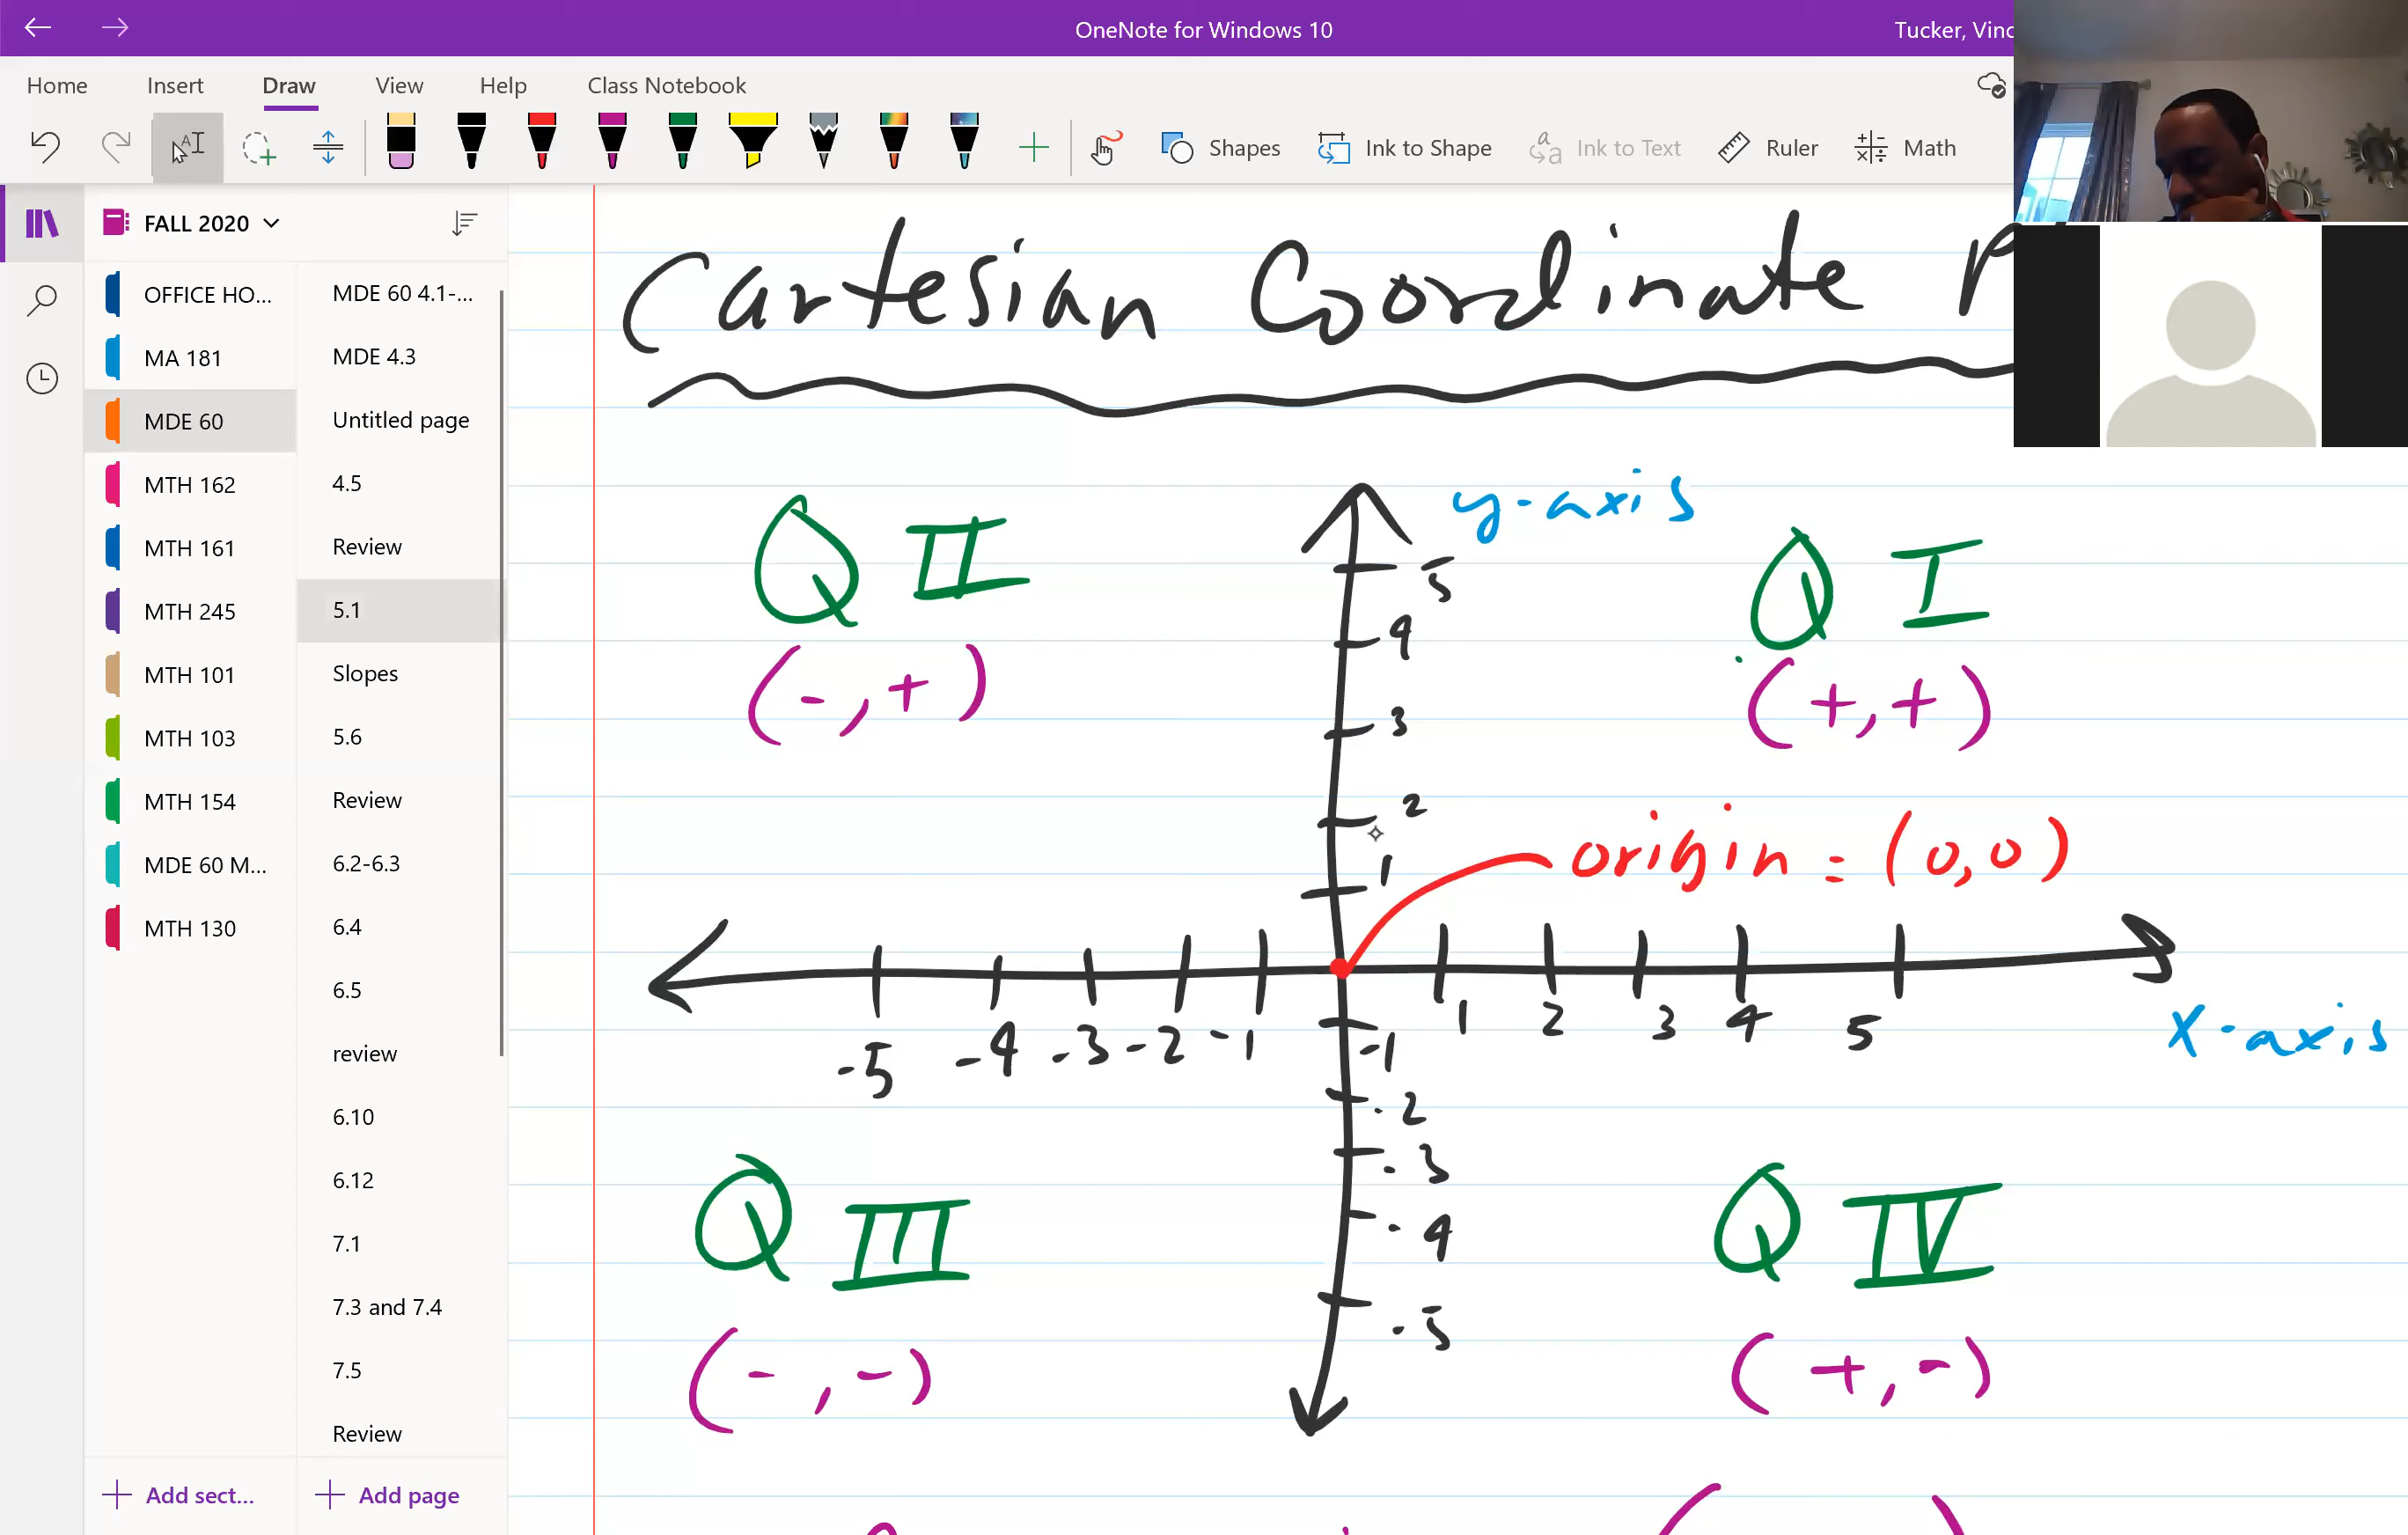 OneNote for Windows 10
Tucker, Vinc
Home Insert Draw View Help Class Notebook
Shapes Ink to Shape Ink to Text Ruler Math
FALL 2020
OFFICE HO...
MA 181
MDE 60
MTH 162
MTH 161
MTH 245
MTH 101
MTH 103
MTH 154
MDE 60 M...
MTH 130
Add sect...
MDE 60 4.1-...
MDE 4.3
Untitled page
4.5
Review
5.1
Slopes
5.6
Review
6.2-6.3
6.4
6.5
review
6.10
6.12
7.1
7.3 and 7.4
7.5
Review
Add page
Cartesian Coordinate P
y-axis
Q II
(-,+)
Q I
(+,+)
5
4
3
2
1
origin = (0,0)
-5 -4 -3 -2 -1 1 2 3 4 5
x-axis
-1
-2
-3
-4
-5
Q III
(-,-)
Q IV
(+,-)